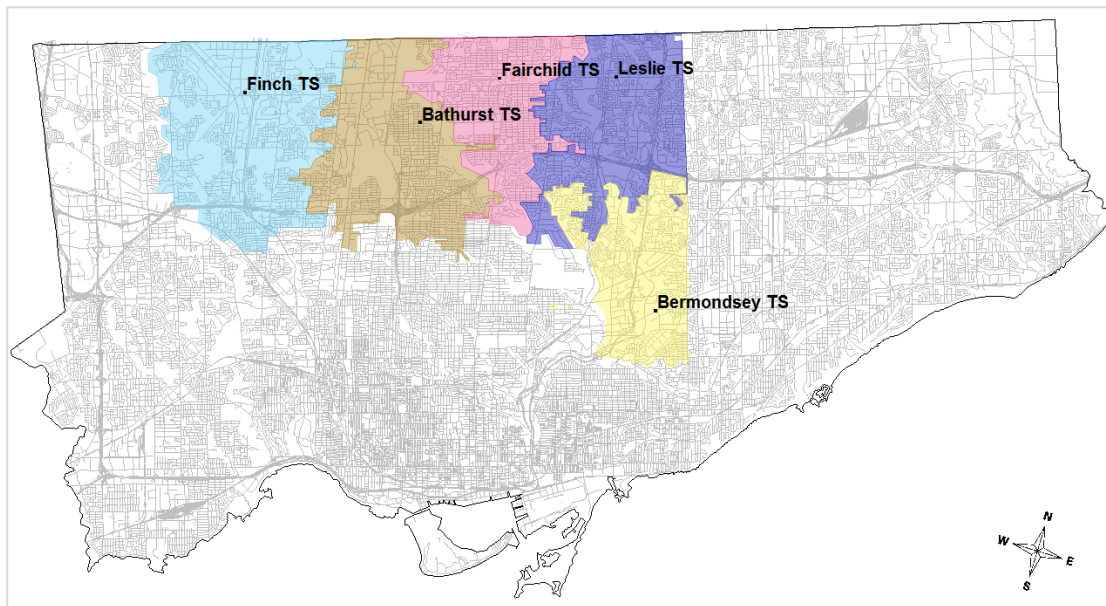 Finch TS
Bathurst TS
Fairchild TS
Leslie TS
Bermondsey TS
N
W
E
S